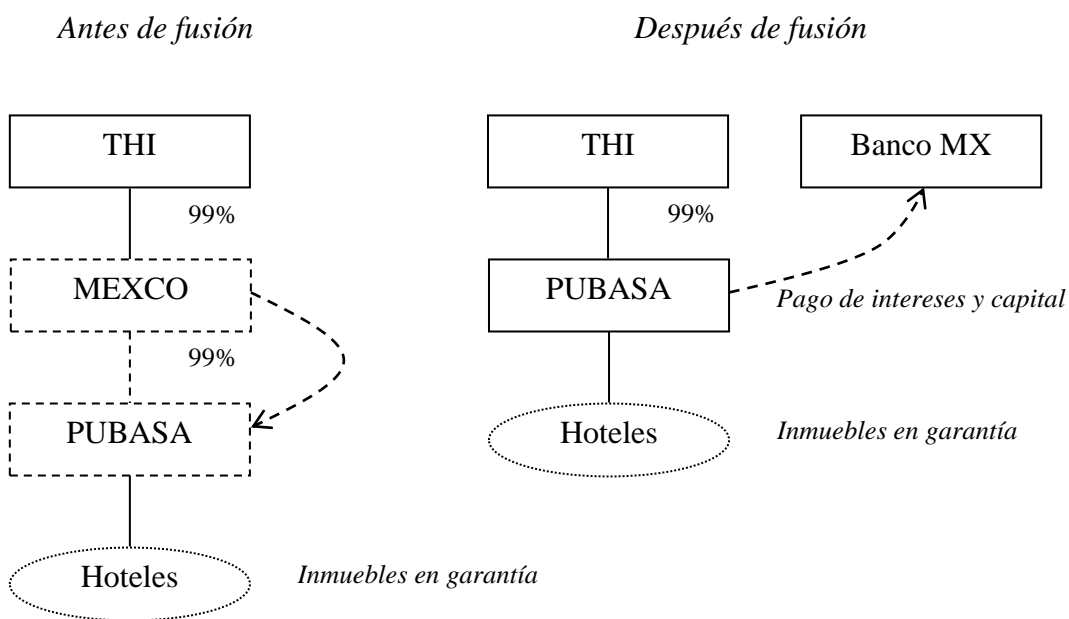 Antes de fusión
THI
99%
MEXCO
99%
PUBASA
Hoteles
Inmuebles en garantía
Después de fusión
THI
Banco MX
99%
PUBASA
Pago de intereses y capital
Hoteles
Inmuebles en garantía